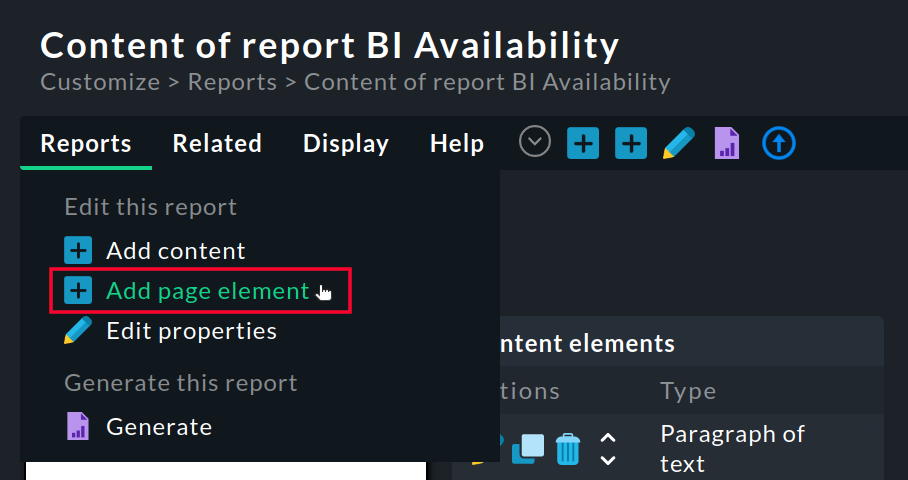 Content of report BI Availability
Customize > Reports > Content of report BI Availability
Reports Related Display Help
Edit this report
Add content
Add page element
Edit properties
Generate this report
Generate
ntent elements
tions Type
Paragraph of
text